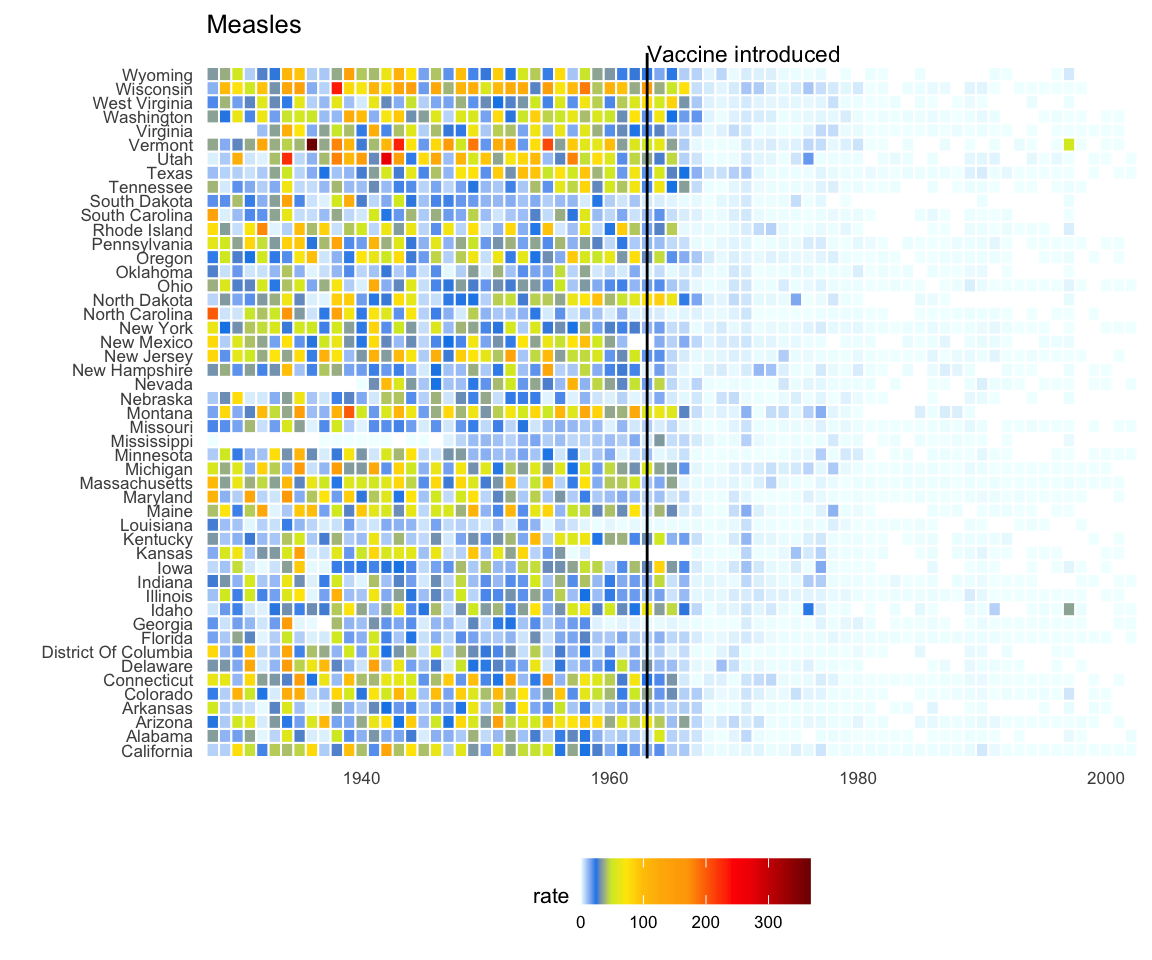 Measles
Vaccine introduced
Wyoming
Wisconsin
West Virginia
Washington
Virginia
Vermont
Utah
Texas
Tennessee
South Dakota
South Carolina
Rhode Island
Pennsylvania
Oregon
Oklahoma
Ohio
North Dakota
North Carolina
New York
New Mexico
New Jersey
New Hampshire
Nevada
Nebraska
Montana
Missouri
Mississippi
Minnesota
Michigan
Massachusetts
Maryland
Maine
Louisiana
Kentucky
Kansas
Iowa
Indiana
Illinois
Idaho
Georgia
Florida
District Of Columbia
Delaware
Connecticut
Colorado
Arkansas
Arizona
Alabama
California
1940 1960 1980 2000
rate
0 100 200 300